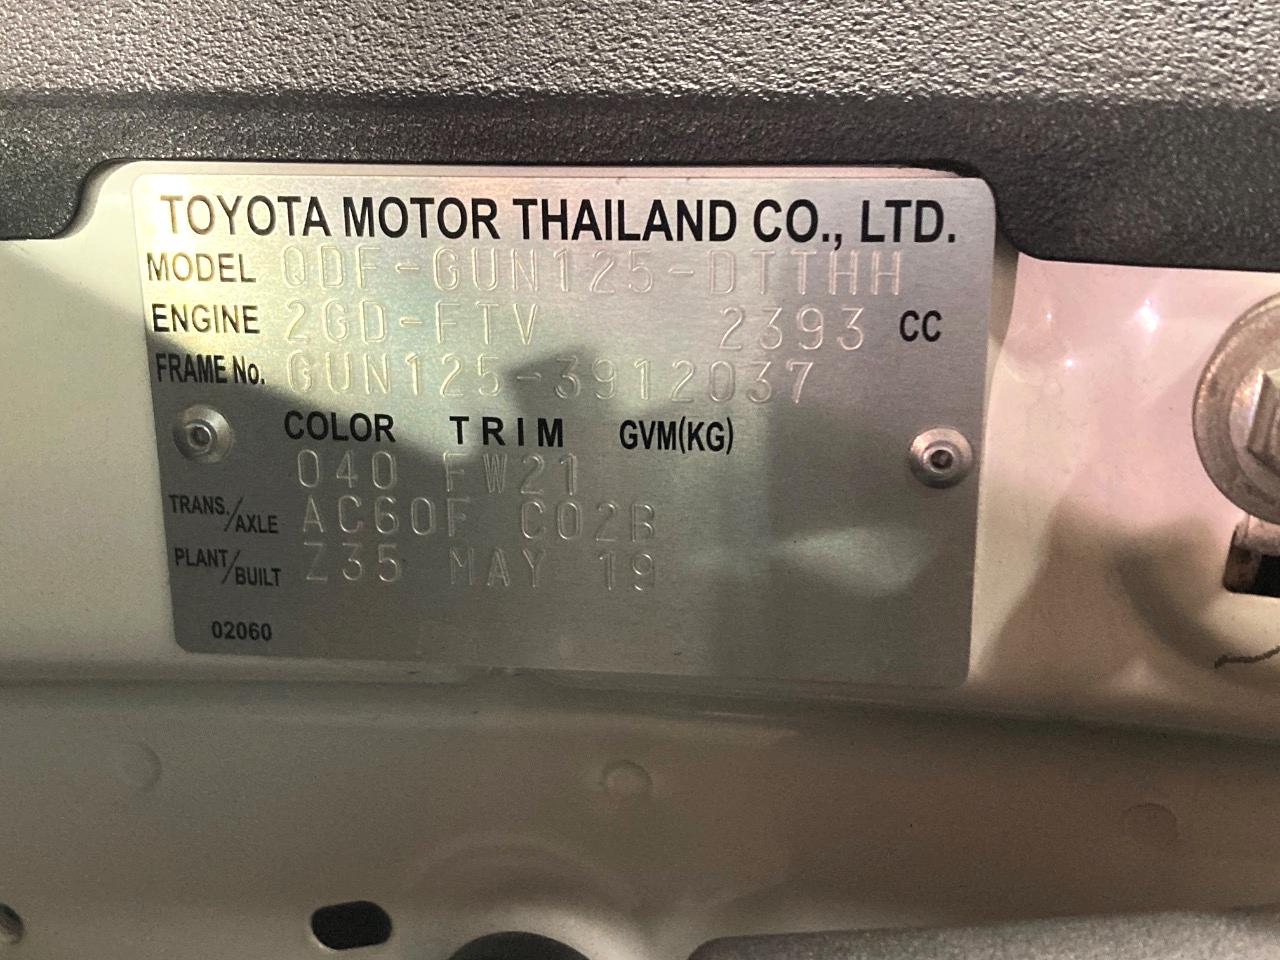 TOYOTA MOTOR THAILAND CO., LTD.
MODEL QDF-GUN125-DTTHH
ENGINE 2GD-FTV 2393 CC
FRAME No. GUN125-3912037
COLOR TRIM GVM(KG)
040 FW21
TRANS./AXLE AC60F C02B
PLANT/BUILT Z35 MAY 19
02060